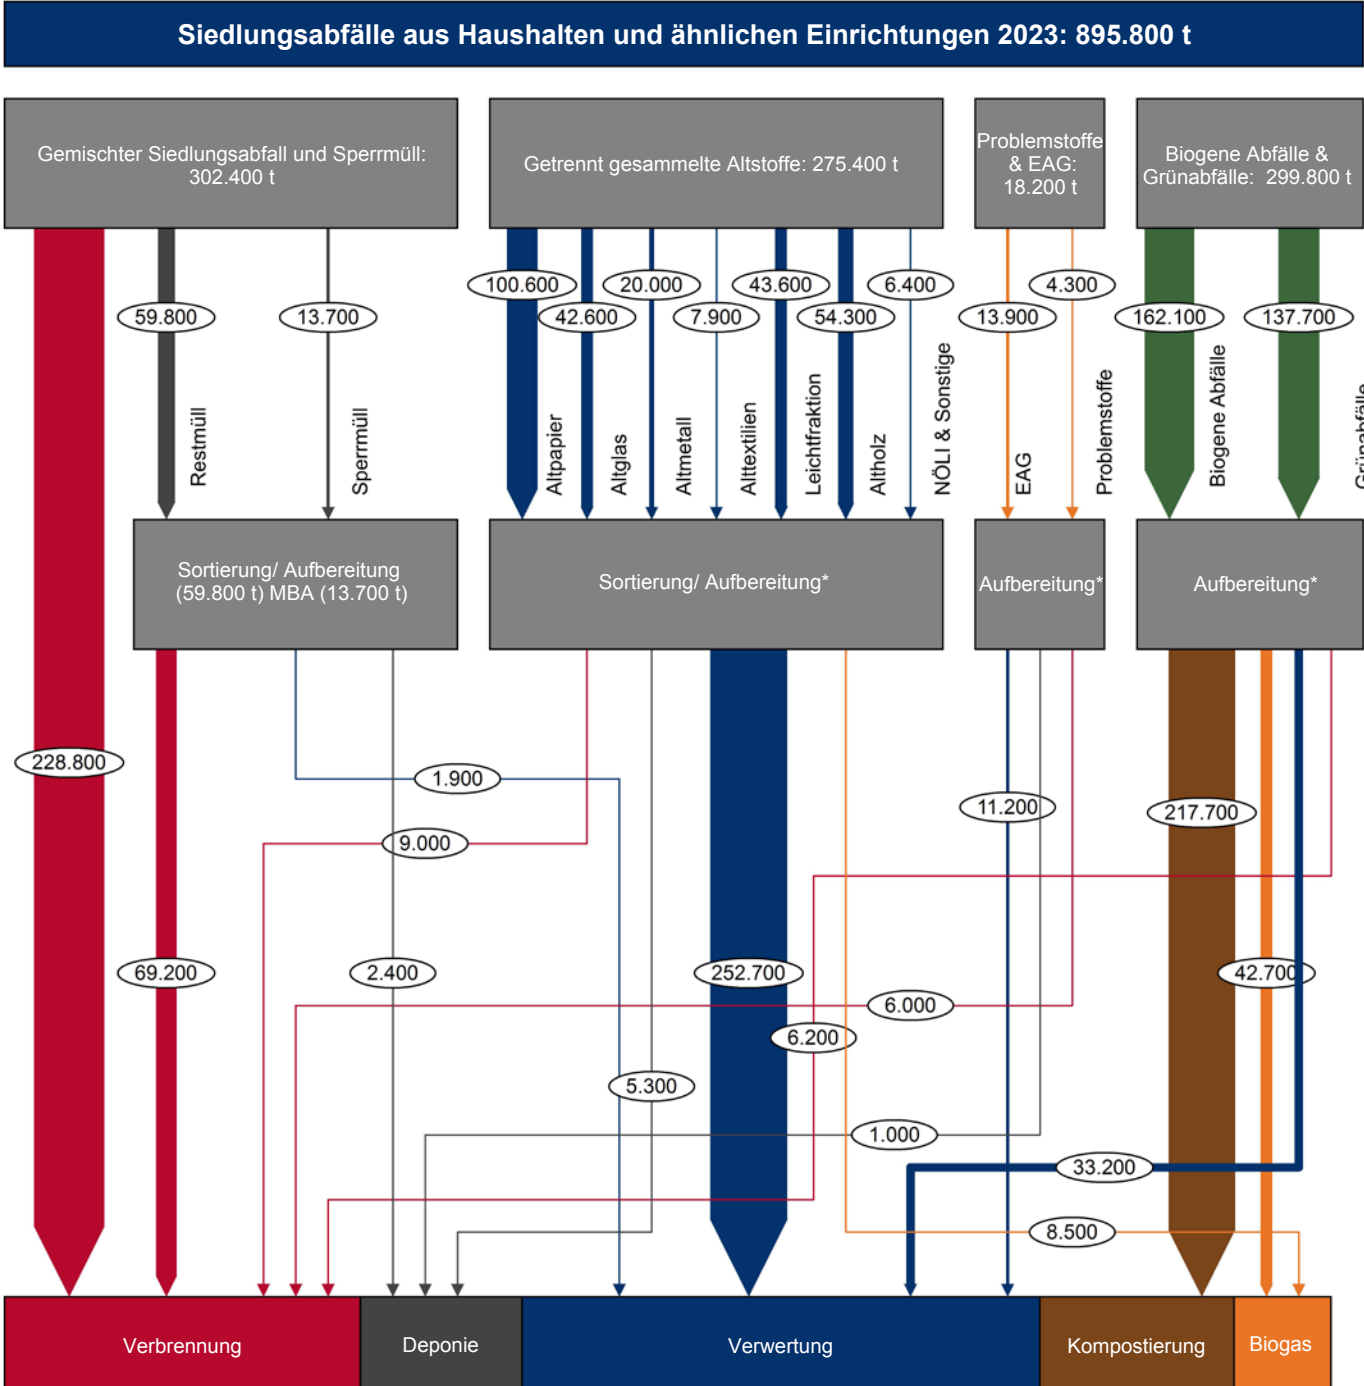 Siedlungsabfälle aus Haushalten und ähnlichen Einrichtungen 2023: 895.800 t
Gemischter Siedlungsabfall und Sperrmüll:
302.400 t
Getrennt gesammelte Altstoffe: 275.400 t
Problemstoffe
& EAG:
18.200 t
Biogene Abfälle &
Grünabfälle: 299.800 t
59.800
13.700
100.600
42.600
20.000
7.900
43.600
54.300
6.400
13.900
4.300
162.100
137.700
Restmüll
Sperrmüll
Altpapier
Altglas
Altmetall
Alttextilien
Leichtfraktion
Altholz
NÖLI & Sonstige
EAG
Problemstoffe
Biogene Abfälle
Grünabfälle
Sortierung/ Aufbereitung
(59.800 t) MBA (13.700 t)
Sortierung/ Aufbereitung*
Aufbereitung*
Aufbereitung*
228.800
1.900
9.000
11.200
217.700
69.200
2.400
252.700
42.700
6.000
6.200
5.300
1.000
33.200
8.500
Verbrennung
Deponie
Verwertung
Kompostierung
Biogas